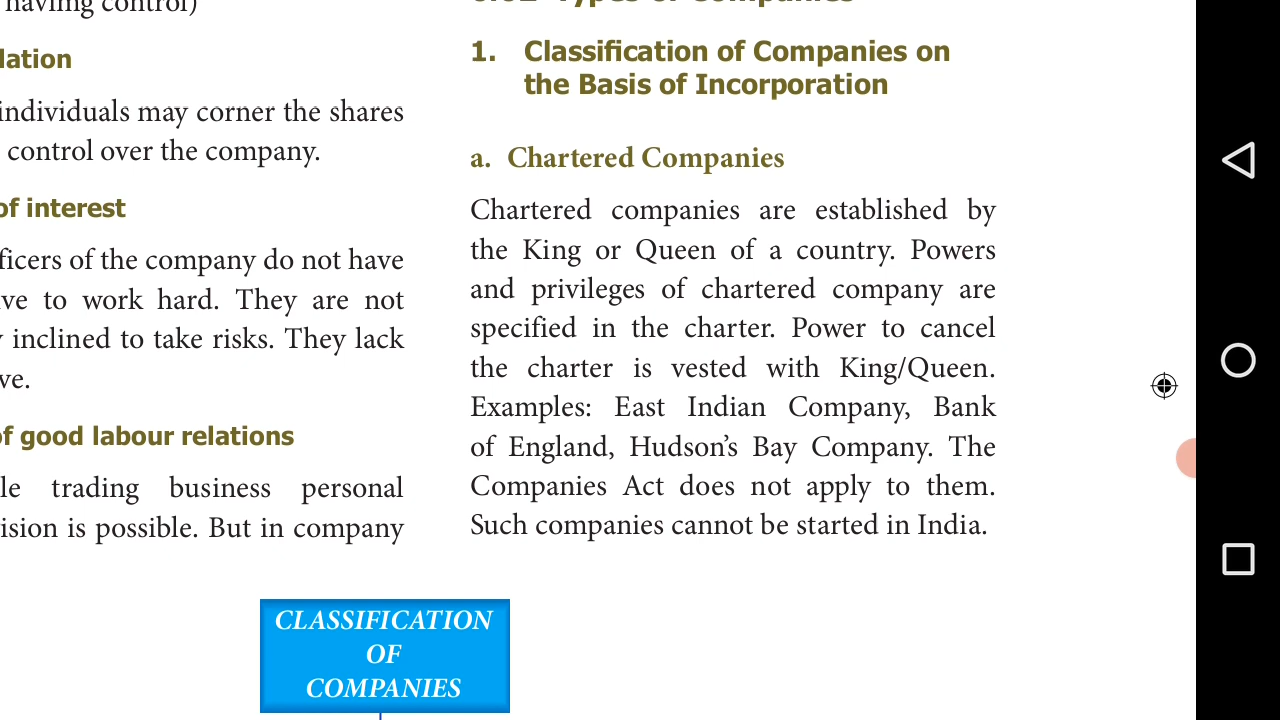 havimg control)
lation
individuals may corner the shares
control over the company.
of interest
ficers of the company do not have
ve to work hard. They are not
inclined to take risks. They lack
ve.
of good labour relations
le trading business personal
ision is possible. But in company
Types of Companies
1. Classification of Companies on
the Basis of Incorporation
a. Chartered Companies
Chartered companies are established by
the King or Queen of a country. Powers
and privileges of chartered company are
specified in the charter. Power to cancel
the charter is vested with King/Queen.
Examples: East Indian Company, Bank
of England, Hudson's Bay Company. The
Companies Act does not apply to them.
Such companies cannot be started in India.
CLASSIFICATION
OF
COMPANIES